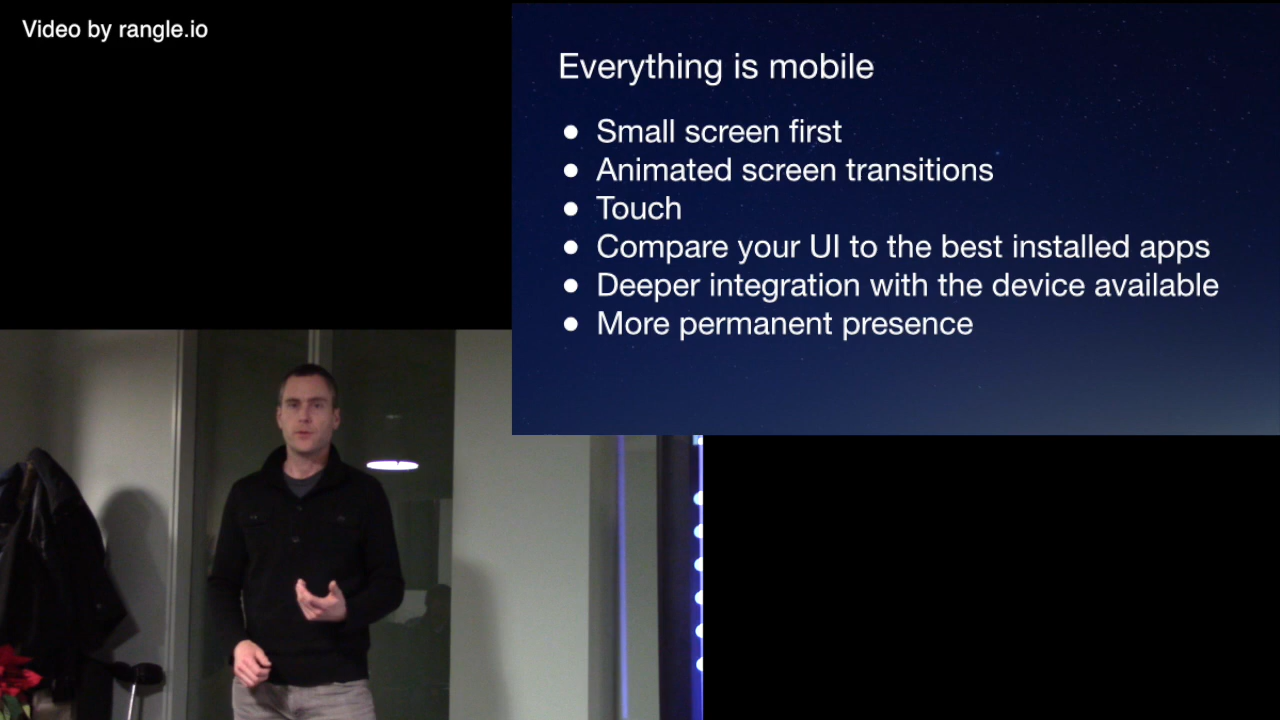 Video by rangle.io
Everything is mobile
● Small screen first
● Animated screen transitions
● Touch
● Compare your UI to the best installed apps
● Deeper integration with the device available
● More permanent presence